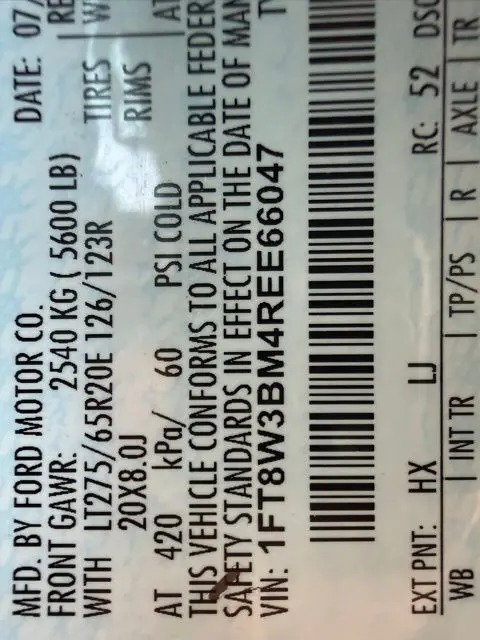 MFD. BY FORD MOTOR CO. DATE: 07/
FRONT GAWR: 2540 KG ( 5600 LB)
WITH LT275/65R20E 126/123R TIRES
20X8.0J RIMS
AT 420 kPa/ 60 PSI COLD AT
THIS VEHICLE CONFORMS TO ALL APPLICABLE FEDER
SAFETY STANDARDS IN EFFECT ON THE DATE OF MAN
VIN: 1FT8W3BM4REE66047
EXT PNT: HX LJ RC: 52 DSO
WB | INT TR | TP/PS | R | AXLE | TR